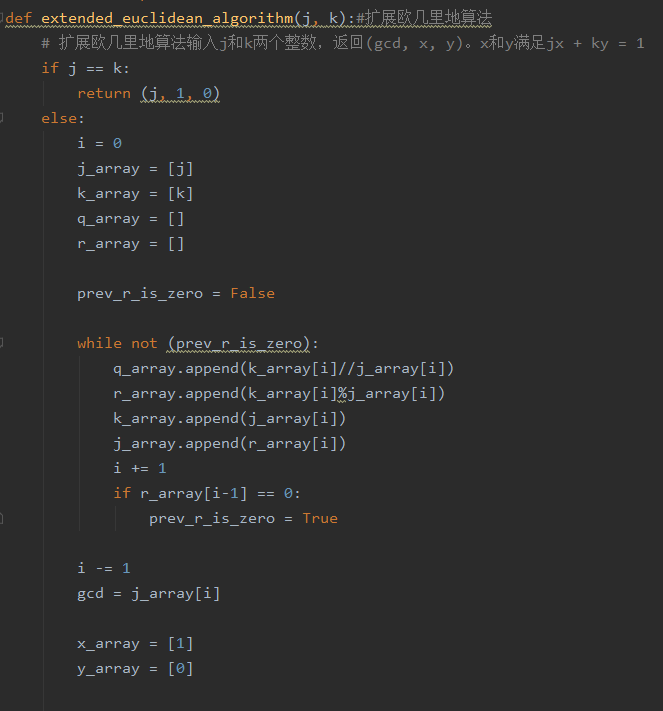 def extended_euclidean_algorithm(j, k):#扩展欧几里地算法
    # 扩展欧几里地算法输入j和k两个整数，返回(gcd, x, y)。x和y满足jx + ky = 1
    if j == k:
        return (j, 1, 0)
    else:
        i = 0
        j_array = [j]
        k_array = [k]
        q_array = []
        r_array = []

        prev_r_is_zero = False

        while not (prev_r_is_zero):
            q_array.append(k_array[i]//j_array[i])
            r_array.append(k_array[i]%j_array[i])
            k_array.append(j_array[i])
            j_array.append(r_array[i])
            i += 1
            if r_array[i-1] == 0:
                prev_r_is_zero = True

        i -= 1
        gcd = j_array[i]

        x_array = [1]
        y_array = [0]